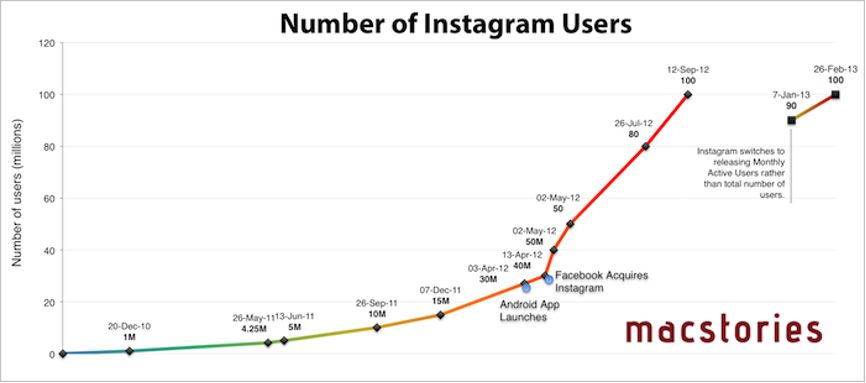 Number of Instagram Users
Number of users (millions)
120
100
80
60
40
20
0
20-Dec-10
1M
26-May-11
4.25M
13-Jun-11
5M
26-Sep-11
10M
07-Dec-11
15M
03-Apr-12
30M
13-Apr-12
40M
02-May-12
50M
02-May-12
50
26-Jul-12
80
12-Sep-12
100
7-Jan-13
90
26-Feb-13
100
Android App
Launches
Facebook Acquires
Instagram
Instagram switches to
releasing Monthly
Active Users rather
than total number of
users.
macstories